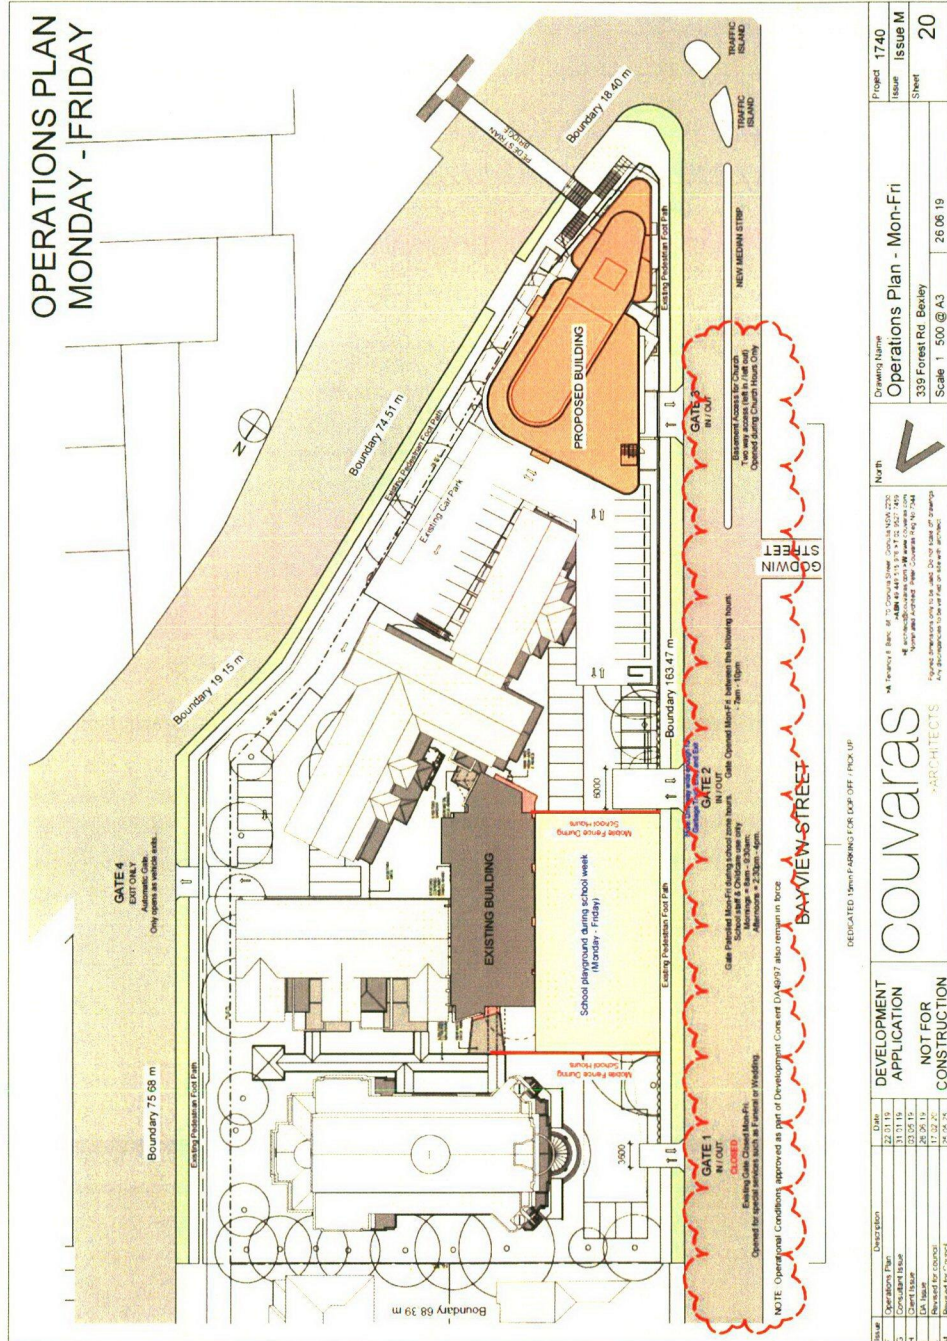 OPERATIONS PLAN
MONDAY - FRIDAY
PEDESTRIAN
BRIDGE
Boundary 18.40 m
TRAFFIC
ISLAND
TRAFFIC
ISLAND
NEW MEDIAN STRIP
Existing Pedestrian Foot Path
PROPOSED BUILDING
N
Boundary 74.51 m
Existing Pedestrian Foot Path
Existing Car Park
GATE 3
IN / OUT
Basement Access for Church
Two way access (left in / left out)
Opened during Church Hours Only
GODWIN
STREET
Boundary 19.15 m
Boundary 163.47 m
GATE 4
EXIT ONLY
Automatic Gate.
Only opens as vehicle exits.
6000
GATE 2
IN / OUT
Gate Patrolled Mon-Fri during school zone hours.
School staff & Childcare use only
Mornings = 8am - 9:30am
Afternoons = 2:30pm - 4pm
Gate Opened Mon-Fri between the following hours:
- 7am - 10pm
BAYVIEW STREET
DEDICATED 15min PARKING FOR DOP OFF / PICK UP
EXISTING BUILDING
Mobile Fence During
School Hours
School playground during school week
(Monday - Friday)
Mobile Fence During
School Hours
Existing Pedestrian Foot Path
Boundary 75.68 m
Existing Pedestrian Foot Path
3600
GATE 1
IN / OUT
CLOSED
Existing Gate Closed Mon-Fri.
Opened for special services such as Funeral or Wedding.
NOTE: Operational Conditions approved as part of Development Consent DA49/97 also remain in force
Boundary 68.39 m
Issue Description Date
Operations Plan 22.01.19
Consultant Issue 31.01.19
Client Issue 03.05.19
DA Issue 26.06.19
Revised for council 17.02.20
DEVELOPMENT
APPLICATION
NOT FOR
CONSTRUCTION
couvaras
ARCHITECTS
North
Drawing Name
Operations Plan - Mon-Fri
339 Forest Rd. Bexley
Scale 1 500 @ A3
26 06 19
Project 1740
Issue Issue M
Sheet 20